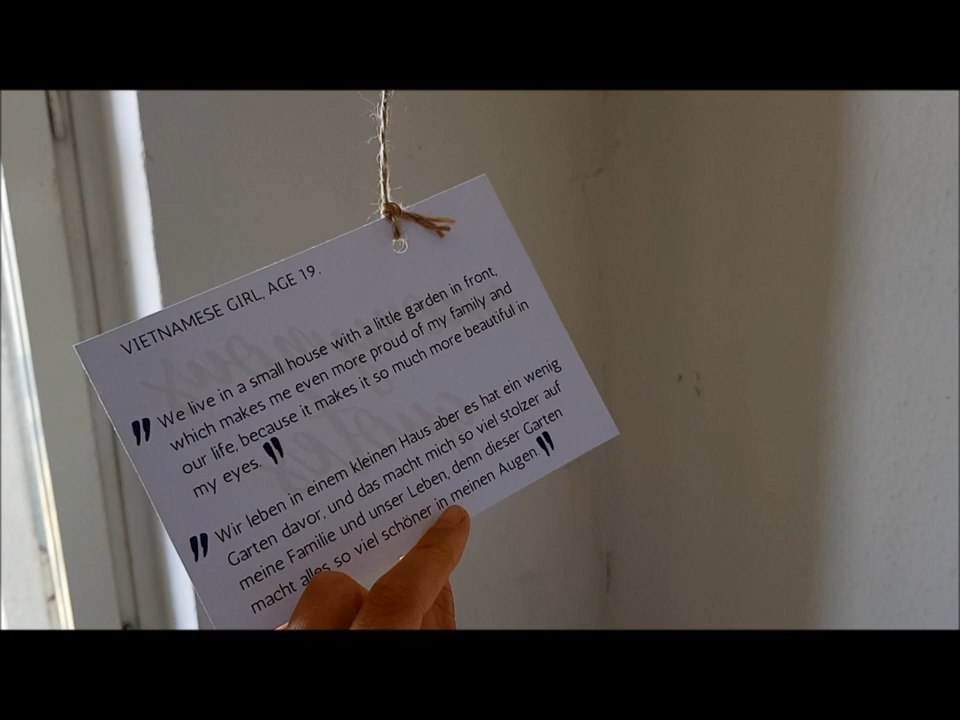 VIETNAMESE GIRL, AGE 19.
" We live in a small house with a little garden in front,
which makes me even more proud of my family and
our life, because it makes it so much more beautiful in
my eyes. "
" Wir leben in einem kleinen Haus aber es hat ein wenig
Garten davor, und das macht mich so viel stolzer auf
meine Familie und unser Leben, denn dieser Garten
macht alles so viel schöner in meinen Augen."